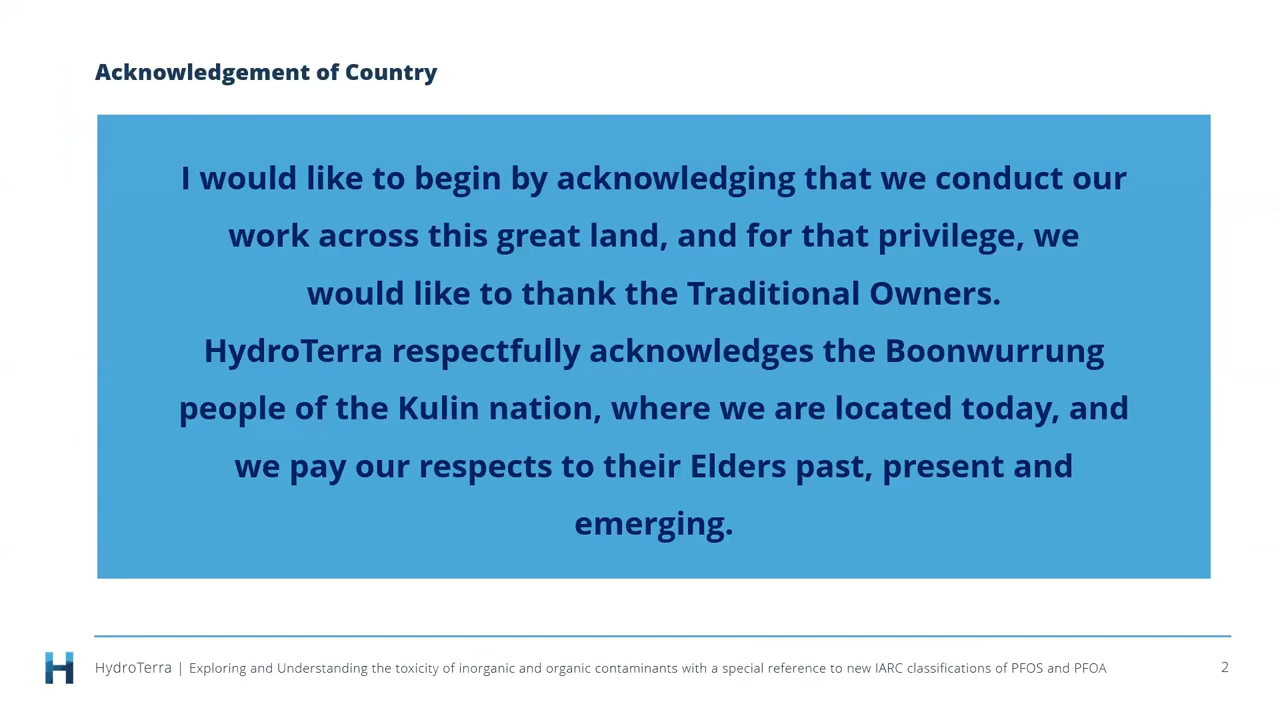 Acknowledgement of Country
I would like to begin by acknowledging that we conduct our
work across this great land, and for that privilege, we
would like to thank the Traditional Owners.
HydroTerra respectfully acknowledges the Boonwurrung
people of the Kulin nation, where we are located today, and
we pay our respects to their Elders past, present and
emerging.
HydroTerra | Exploring and Understanding the toxicity of inorganic and organic contaminants with a special reference to new IARC classifications of PFOS and PFOA
2